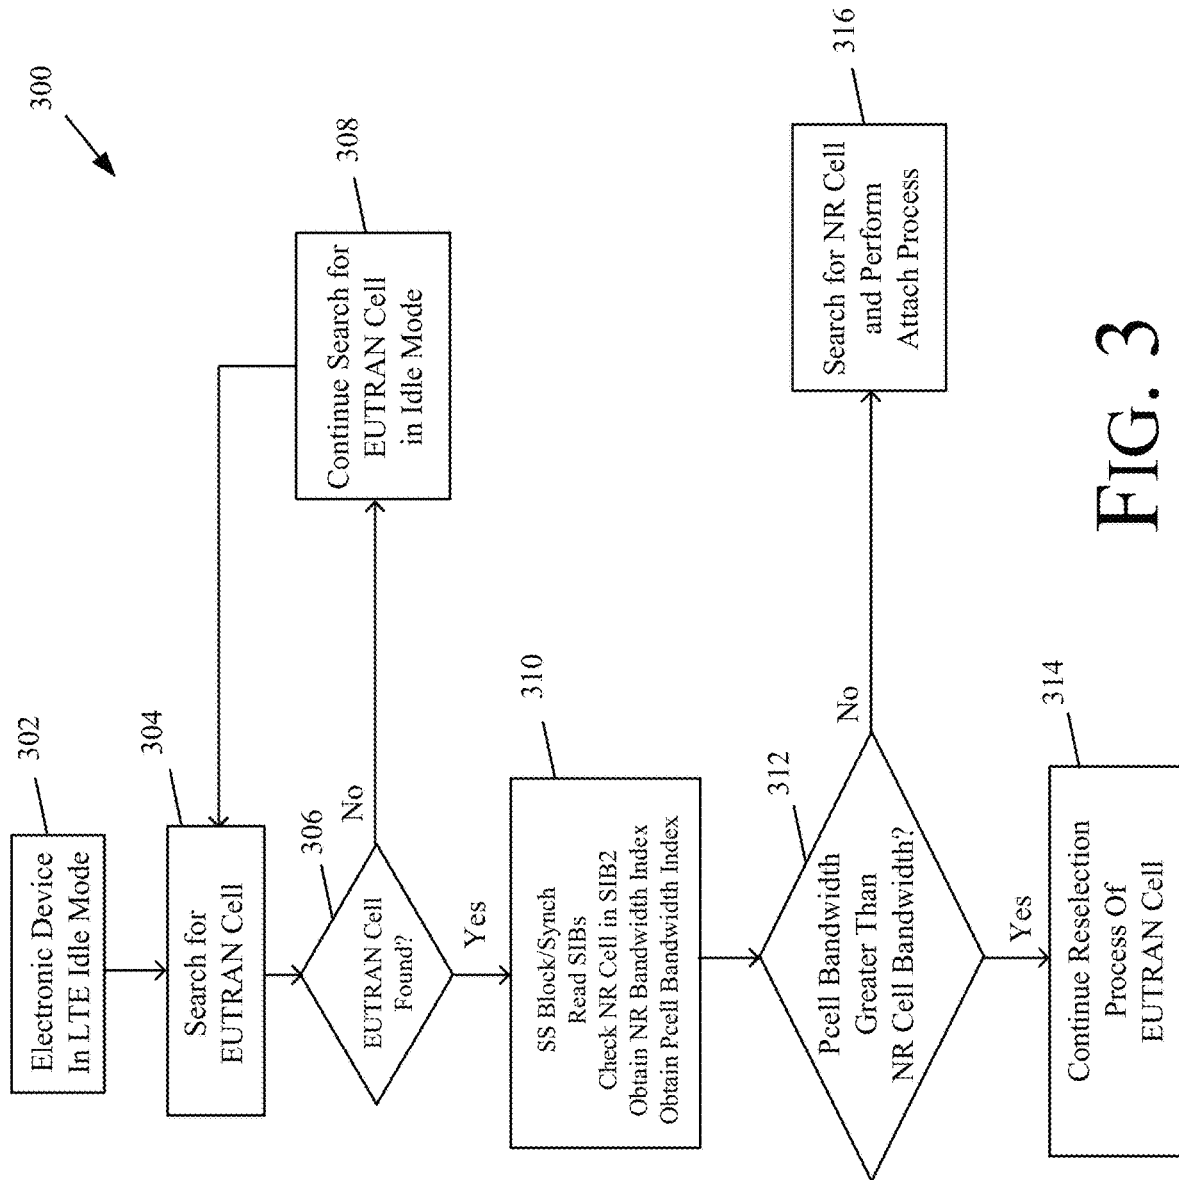 300
302
Electronic Device
In LTE Idle Mode
304
Search for
EUTRAN Cell
306
EUTRAN Cell
Found?
No
308
Continue Search for
EUTRAN Cell
in Idle Mode
Yes
310
SS Block/Synch
Read SIBs
Check NR Cell in SIB2
Obtain NR Bandwidth Index
Obtain Pcell Bandwidth Index
312
Pcell Bandwidth
Greater Than
NR Cell Bandwidth?
No
316
Search for NR Cell
and Perform
Attach Process
Yes
314
Continue Reselection
Process Of
EUTRAN Cell
FIG. 3